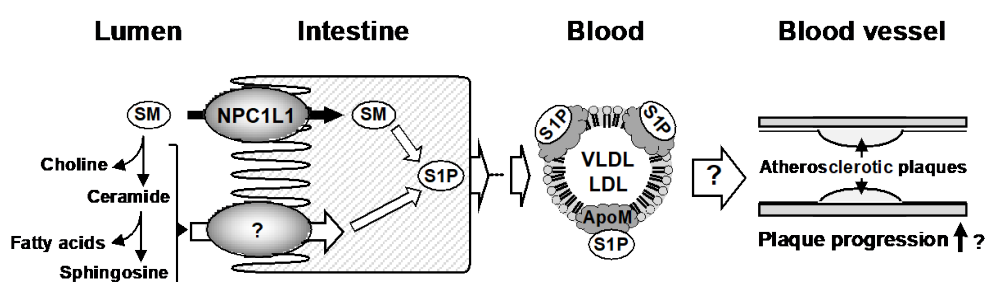 Lumen
Intestine
Blood
Blood vessel
SM
NPC1L1
SM
Choline
Ceramide
Fatty acids
Sphingosine
?
S1P
S1P
S1P
VLDL
LDL
ApoM
S1P
?
Atherosclerotic plaques
Plaque progression ?